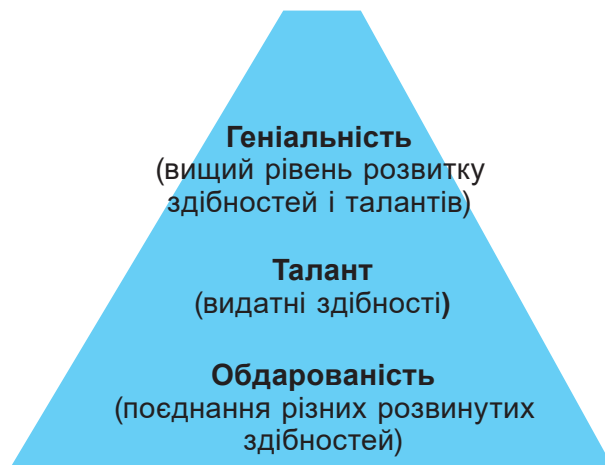 Геніальність
(вищий рівень розвитку
здібностей і талантів)
Талант
(видатні здібності)
Обдарованість
(поєднання різних розвинутих
здібностей)